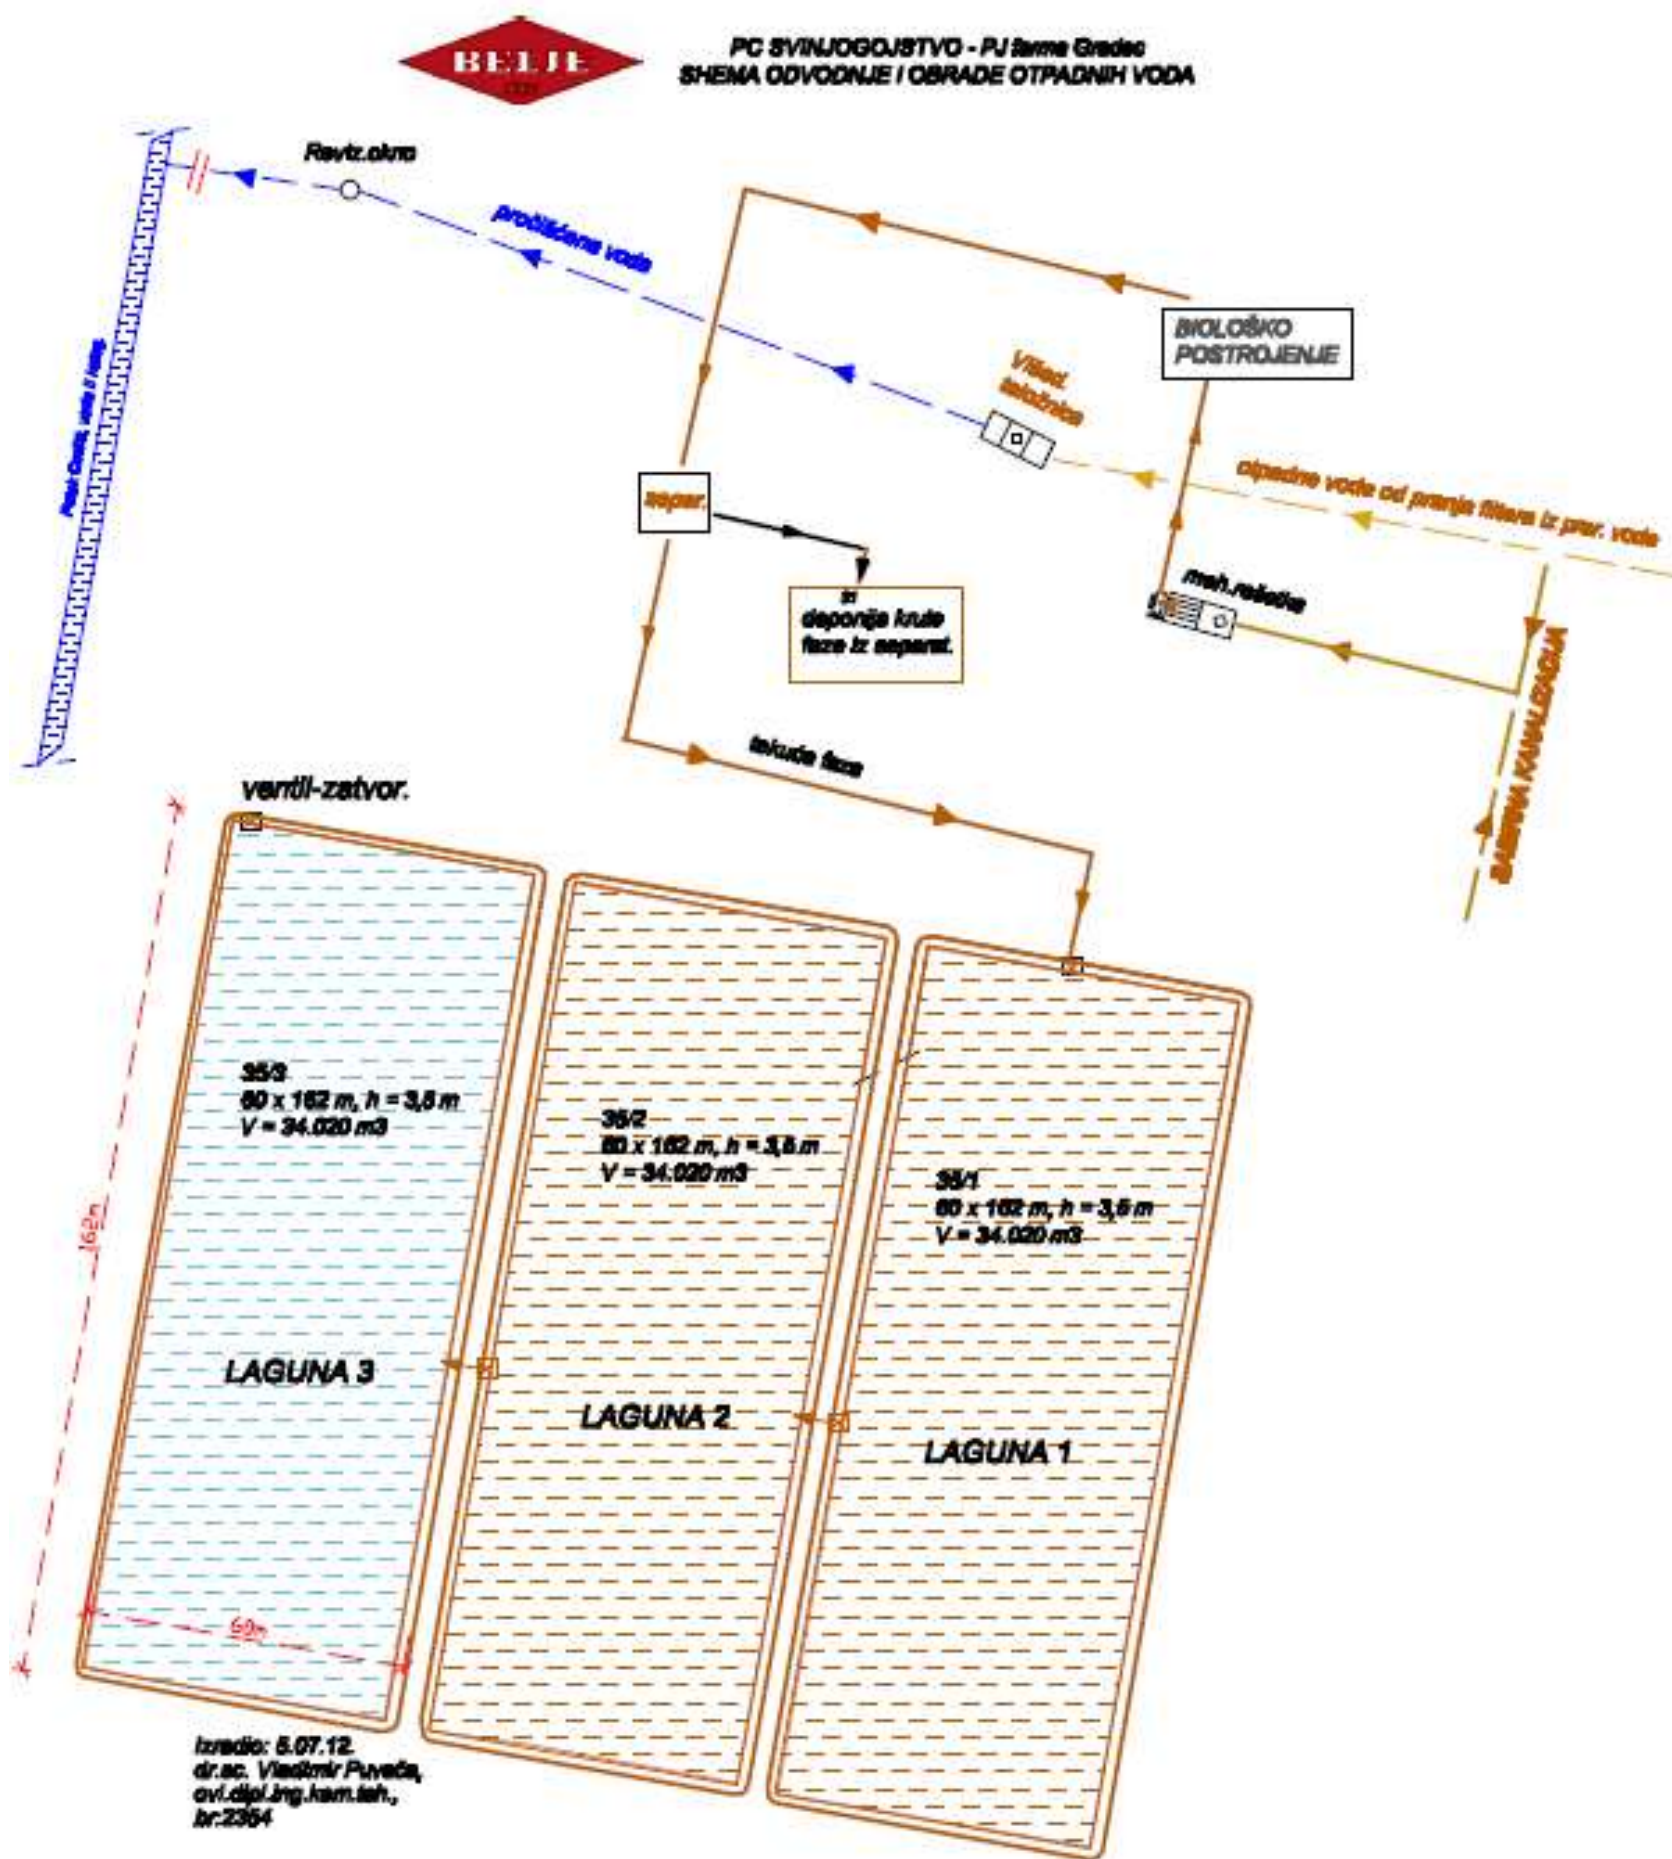 BELJE
PC SVINJOGOJSTVO - PJ farma Gradec
SHEMA ODVODNJE I OBRADE OTPADNIH VODA
Reviz.okno
pročišćena voda
BIOLOŠKO
POSTROJENJE
Višed.
taložnica
otpadne vode od pranja filtera iz prer. vode
meh.rešetka
separ.
deponija krute
faze iz separat.
tekuća faza
SANITARNA KANALIZACIJA
ventil-zatvor.
35/3
60 x 162 m, h = 3,5 m
V = 34.020 m3
35/2
60 x 162 m, h = 3,5 m
V = 34.020 m3
35/1
60 x 162 m, h = 3,5 m
V = 34.020 m3
162m
LAGUNA 3
LAGUNA 2
LAGUNA 1
60m
Izradio: 5.07.12.
dr.sc. Vladimir Puvača,
ovl.dipl.ing.kem.teh.,
br:2354